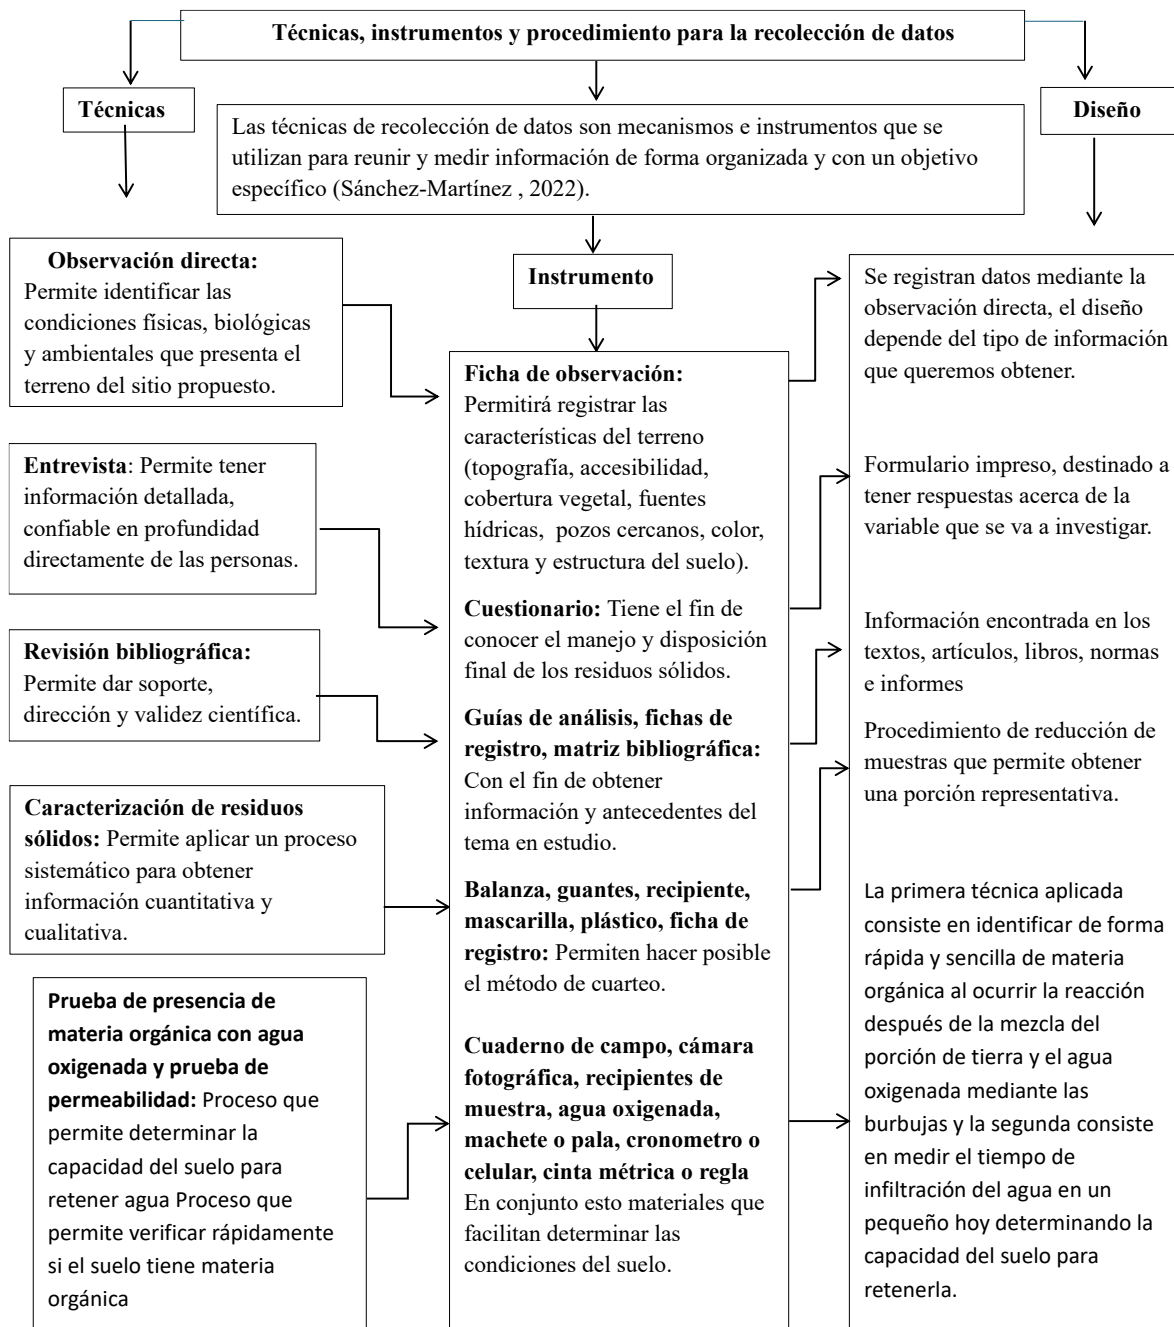 Técnicas, instrumentos y procedimiento para la recolección de datos
Técnicas
Diseño
Las técnicas de recolección de datos son mecanismos e instrumentos que se
utilizan para reunir y medir información de forma organizada y con un objetivo
específico (Sánchez-Martínez , 2022).
Instrumento
Observación directa:
Permite identificar las
condiciones físicas, biológicas
y ambientales que presenta el
terreno del sitio propuesto.
Entrevista: Permite tener
información detallada,
confiable en profundidad
directamente de las personas.
Revisión bibliográfica:
Permite dar soporte,
dirección y validez científica.
Caracterización de residuos
sólidos: Permite aplicar un proceso
sistemático para obtener
información cuantitativa y
cualitativa.
Prueba de presencia de
materia orgánica con agua
oxigenada y prueba de
permeabilidad: Proceso que
permite determinar la
capacidad del suelo para
retener agua Proceso que
permite verificar rápidamente
si el suelo tiene materia
orgánica
Ficha de observación:
Permitirá registrar las
características del terreno
(topografía, accesibilidad,
cobertura vegetal, fuentes
hídricas, pozos cercanos, color,
textura y estructura del suelo).
Cuestionario: Tiene el fin de
conocer el manejo y disposición
final de los residuos sólidos.
Guías de análisis, fichas de
registro, matriz bibliográfica:
Con el fin de obtener
información y antecedentes del
tema en estudio.
Balanza, guantes, recipiente,
mascarilla, plástico, ficha de
registro: Permiten hacer posible
el método de cuarteo.
Cuaderno de campo, cámara
fotográfica, recipientes de
muestra, agua oxigenada,
machete o pala, cronometro o
celular, cinta métrica o regla
En conjunto esto materiales que
facilitan determinar las
condiciones del suelo.
Se registran datos mediante la
observación directa, el diseño
depende del tipo de información
que queremos obtener.
Formulario impreso, destinado a
tener respuestas acerca de la
variable que se va a investigar.
Información encontrada en los
textos, artículos, libros, normas
e informes
Procedimiento de reducción de
muestras que permite obtener
una porción representativa.
La primera técnica aplicada
consiste en identificar de forma
rápida y sencilla de materia
orgánica al ocurrir la reacción
después de la mezcla del
porción de tierra y el agua
oxigenada mediante las
burbujas y la segunda consiste
en medir el tiempo de
infiltración del agua en un
pequeño hoy determinando la
capacidad del suelo para
retenerla.